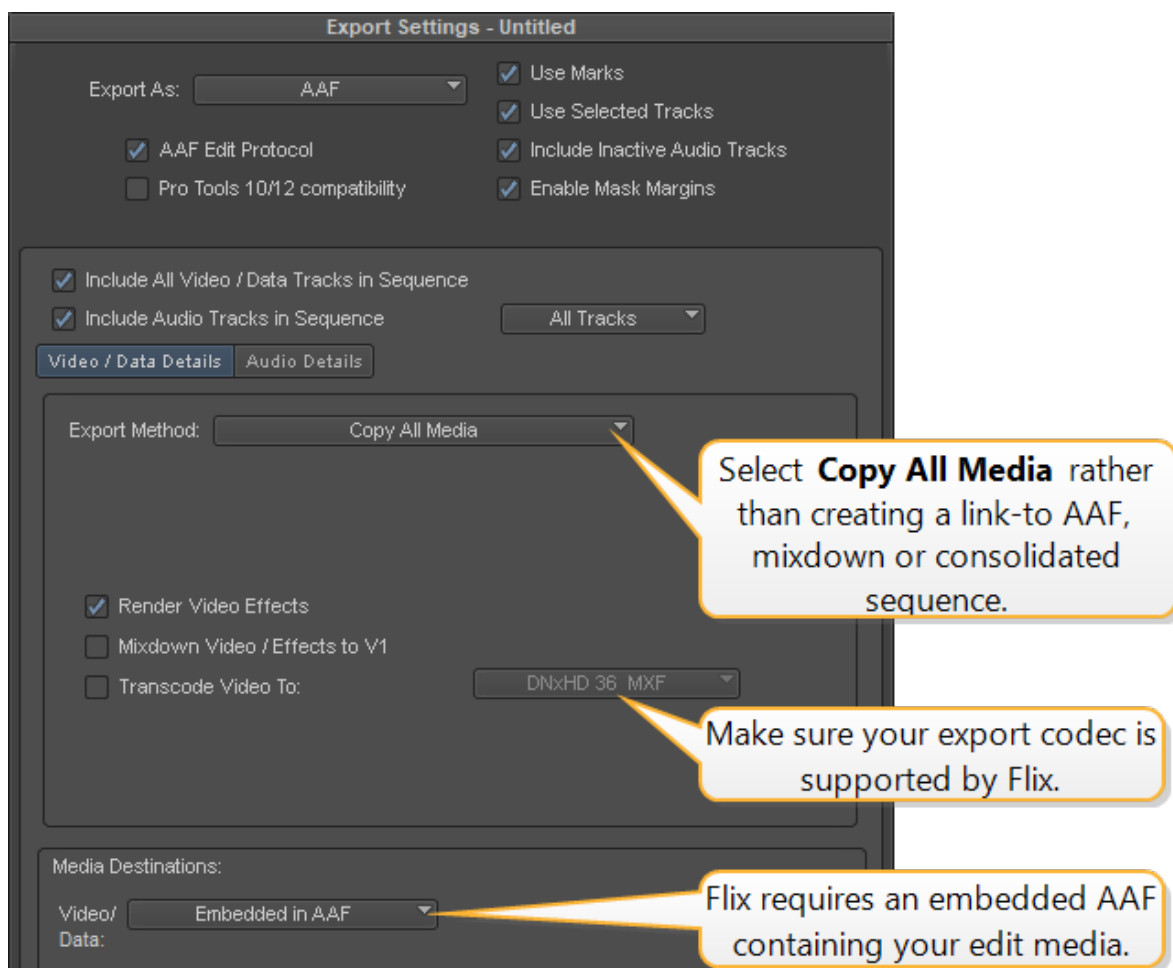 Export Settings - Untitled
Export As: AAF
Use Marks
Use Selected Tracks
AAF Edit Protocol
Include Inactive Audio Tracks
Pro Tools 10/12 compatibility
Enable Mask Margins
Include All Video / Data Tracks in Sequence
Include Audio Tracks in Sequence All Tracks
Video / Data Details Audio Details
Export Method: Copy All Media
Select Copy All Media rather
than creating a link-to AAF,
mixdown or consolidated
sequence.
Render Video Effects
Mixdown Video / Effects to V1
Transcode Video To: DNxHD 36 MXF
Make sure your export codec is
supported by Flix.
Media Destinations:
Video/ Embedded in AAF
Data:
Flix requires an embedded AAF
containing your edit media.